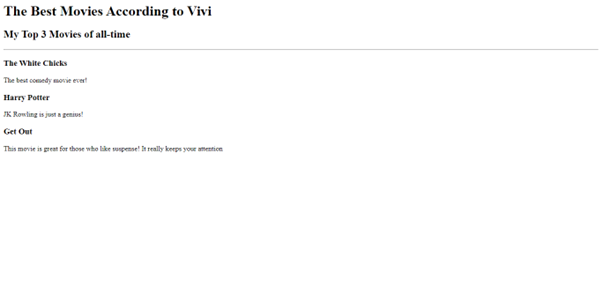 The Best Movies According to Vivi
My Top 3 Movies of all-time
The White Chicks
The best comedy movie ever!
Harry Potter
JK Rowling is just a genius!
Get Out
This movie is great for those who like suspense! It really keeps your attention